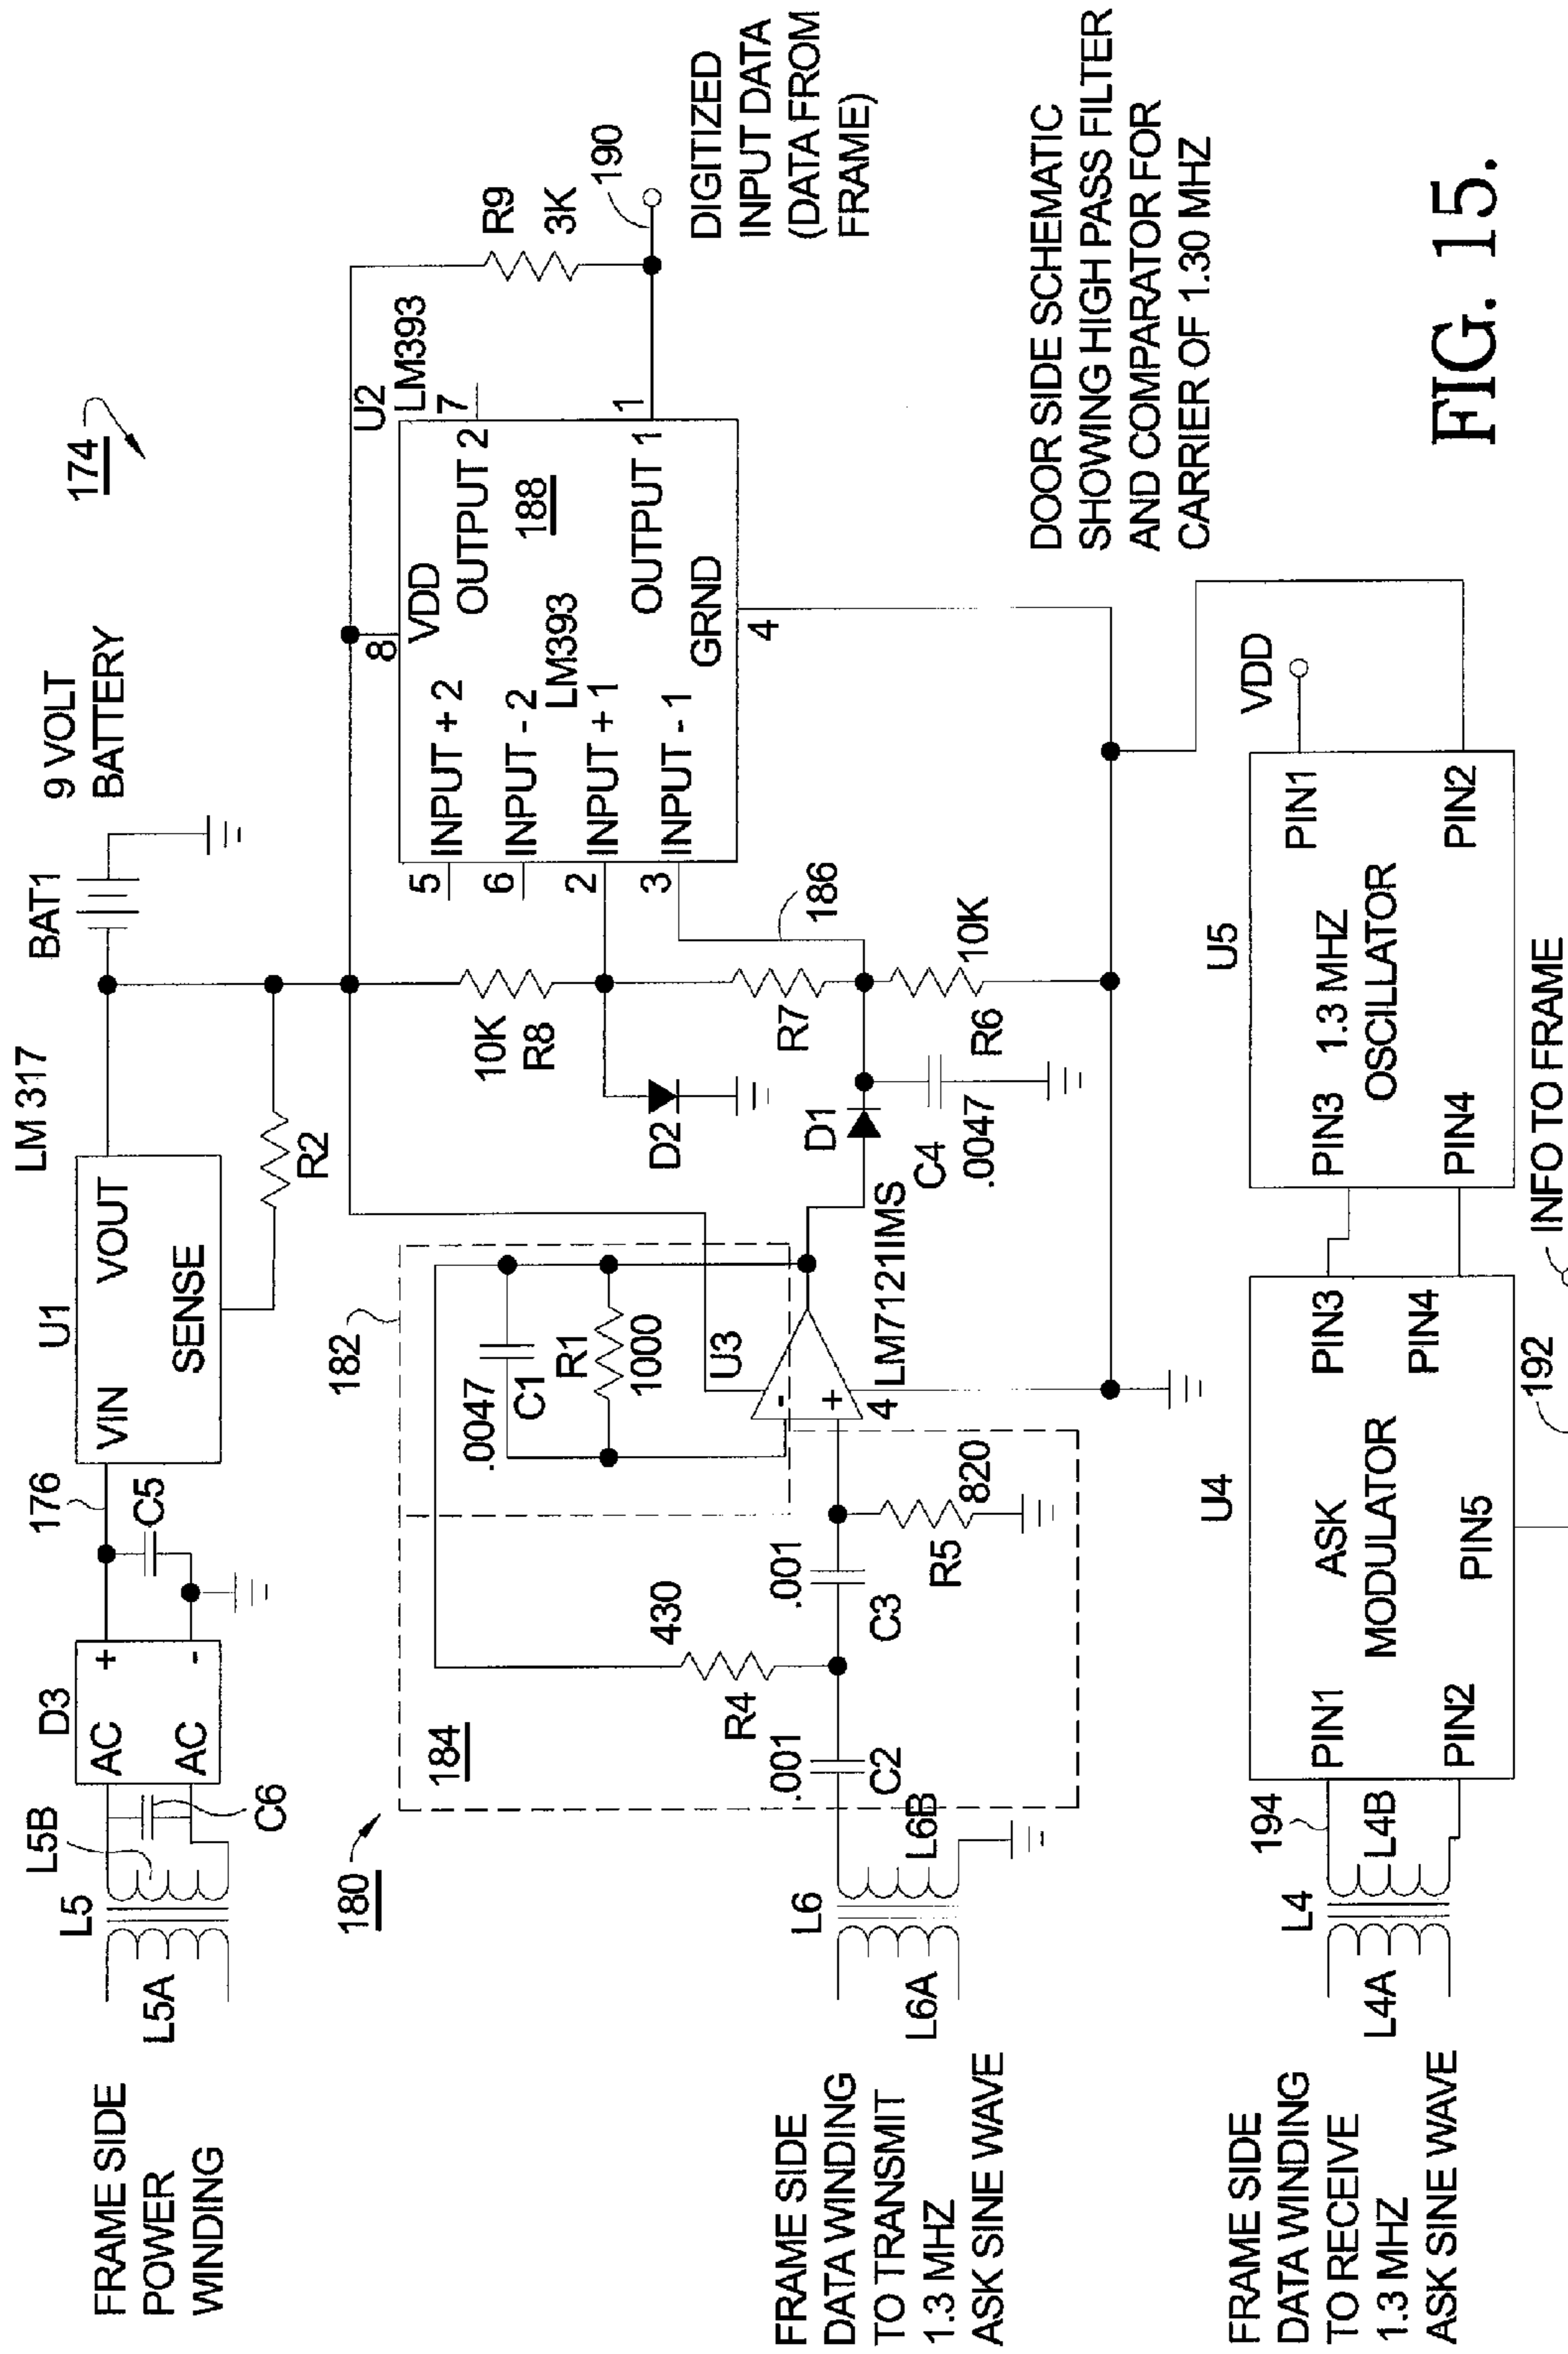 174
FRAME SIDE
POWER
WINDING
L5
L5A
L5B
C6
D3
AC
AC
+
-
176
C5
U1
VIN
VOUT
SENSE
LM 317
R2
BAT1
9 VOLT
BATTERY
180
184
182
.0047
C1
R1
1000
U3
-
+
4
LM7121IMS
430
R4
.001
C2
.001
C3
R5
820
FRAME SIDE
DATA WINDING
TO TRANSMIT
1.3 MHZ
ASK SINE WAVE
L6
L6A
L6B
10K
R8
D2
R7
D1
C4
.0047
R6
10K
186
U2
LM393
8
VDD
5
INPUT + 2
OUTPUT 2
7
6
INPUT - 2
188
LM393
2
INPUT + 1
OUTPUT 1
1
3
INPUT - 1
GRND
4
R9
3K
190
DIGITIZED
INPUT DATA
(DATA FROM
FRAME)
DOOR SIDE SCHEMATIC
SHOWING HIGH PASS FILTER
AND COMPARATOR FOR
CARRIER OF 1.30 MHZ
FRAME SIDE
DATA WINDING
TO RECEIVE
1.3 MHZ
ASK SINE WAVE
L4
L4A
L4B
194
U4
PIN1
PIN3
ASK
MODULATOR
PIN2
PIN5
PIN4
192
INFO TO FRAME
U5
PIN3
PIN1
1.3 MHZ
OSCILLATOR
PIN4
PIN2
VDD
FIG. 15.